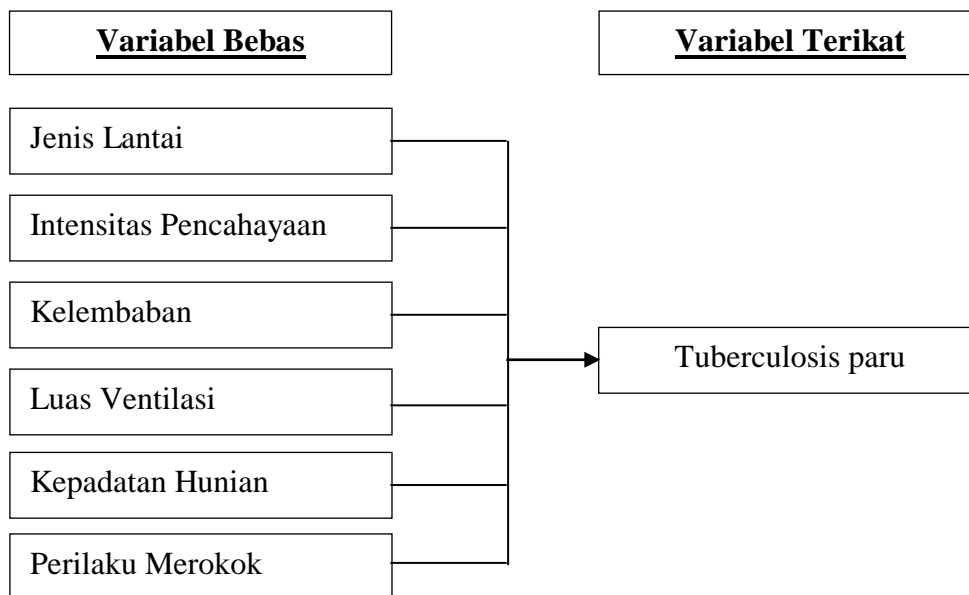 Variabel Bebas
Variabel Terikat
Jenis Lantai
Intensitas Pencahayaan
Kelembaban
Luas Ventilasi
Kepadatan Hunian
Perilaku Merokok
Tuberculosis paru